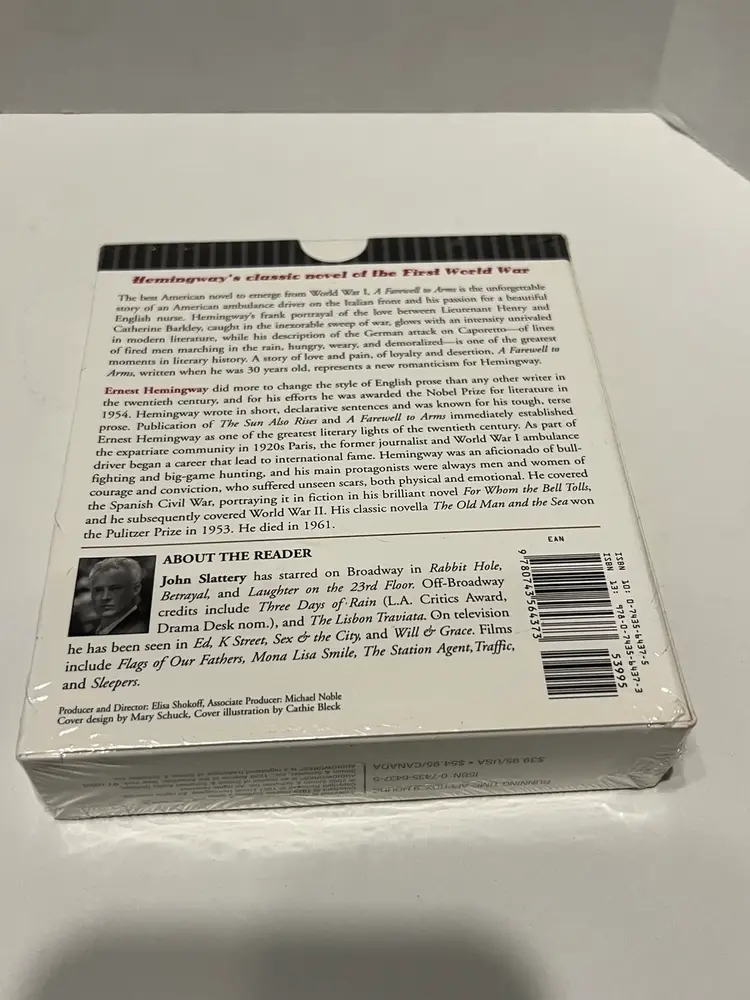 Hemingway's classic novel of the First World War
The best American novel to emerge from World War I, A Farewell to Arms is the unforgettable
story of an American ambulance driver on the Italian front and his passion for a beautiful
English nurse. Hemingway's frank portrayal of the love between Lieutenant Henry and
Catherine Barkley, caught in the inexorable sweep of war, glows with an intensity unrivaled
in modern literature, while his description of the German attack on Caporetto—of lines
of fired men marching in the rain, hungry, weary, and demoralized—is one of the greatest
moments in literary history. A story of love and pain, of loyalty and desertion, A Farewell to
Arms, written when he was 30 years old, represents a new romanticism for Hemingway.
Ernest Hemingway did more to change the style of English prose than any other writer in
the twentieth century, and for his efforts he was awarded the Nobel Prize for literature in
1954. Hemingway wrote in short, declarative sentences and was known for his tough, terse
prose. Publication of The Sun Also Rises and A Farewell to Arms immediately established
Ernest Hemingway as one of the greatest literary lights of the twentieth century. As part of
the expatriate community in 1920s Paris, the former journalist and World War I ambulance
driver began a career that lead to international fame. Hemingway was an aficionado of bull-
fighting and big-game hunting, and his main protagonists were always men and women of
courage and conviction, who suffered unseen scars, both physical and emotional. He covered
the Spanish Civil War, portraying it in fiction in his brilliant novel For Whom the Bell Tolls,
and he subsequently covered World War II. His classic novella The Old Man and the Sea won
the Pulitzer Prize in 1953. He died in 1961.
ABOUT THE READER
John Slattery has starred on Broadway in Rabbit Hole,
Betrayal, and Laughter on the 23rd Floor. Off-Broadway
credits include Three Days of Rain (L.A. Critics Award,
Drama Desk nom.), and The Lisbon Traviata. On television
he has been seen in Ed, K Street, Sex & the City, and Will & Grace. Films
include Flags of Our Fathers, Mona Lisa Smile, The Station Agent, Traffic,
and Sleepers.
Producer and Director: Elisa Shokoff, Associate Producer: Michael Noble
Cover design by Mary Schuck, Cover illustration by Cathie Bleck
EAN
9 780743 564373
53995
ISBN 10: 0-7435-6437-5
ISBN 13: 978-0-7435-6437-3
RUNNING TIME: APPROX 9 HOURS
ISBN: 0-7435-6437-5
$39.95/USA • $54.95/CANADA